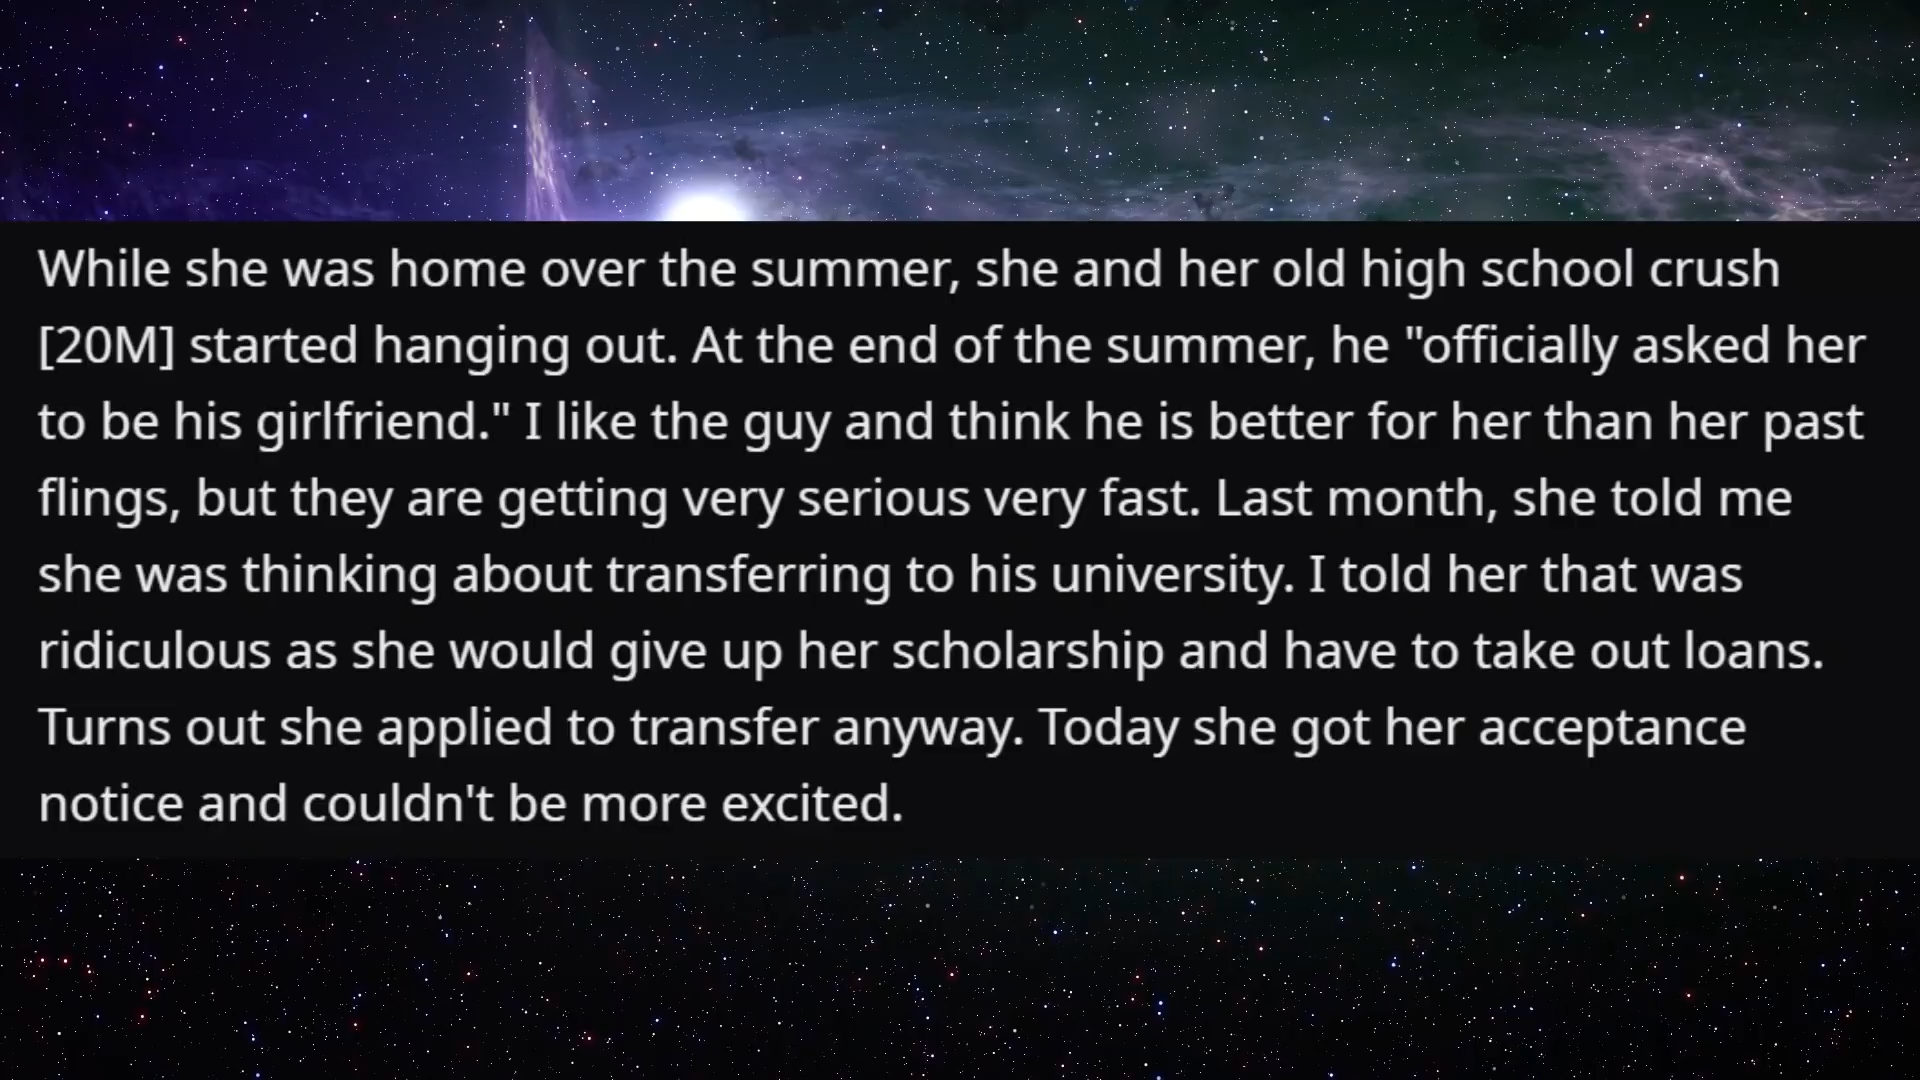 While she was home over the summer, she and her old high school crush
[20M] started hanging out. At the end of the summer, he "officially asked her
to be his girlfriend." I like the guy and think he is better for her than her past
flings, but they are getting very serious very fast. Last month, she told me
she was thinking about transferring to his university. I told her that was
ridiculous as she would give up her scholarship and have to take out loans.
Turns out she applied to transfer anyway. Today she got her acceptance
notice and couldn't be more excited.